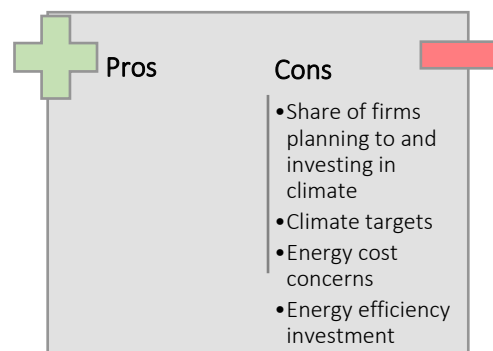 Pros
Cons
•Share of firms
planning to and
investing in
climate
•Climate targets
•Energy cost
concerns
•Energy efficiency
investment